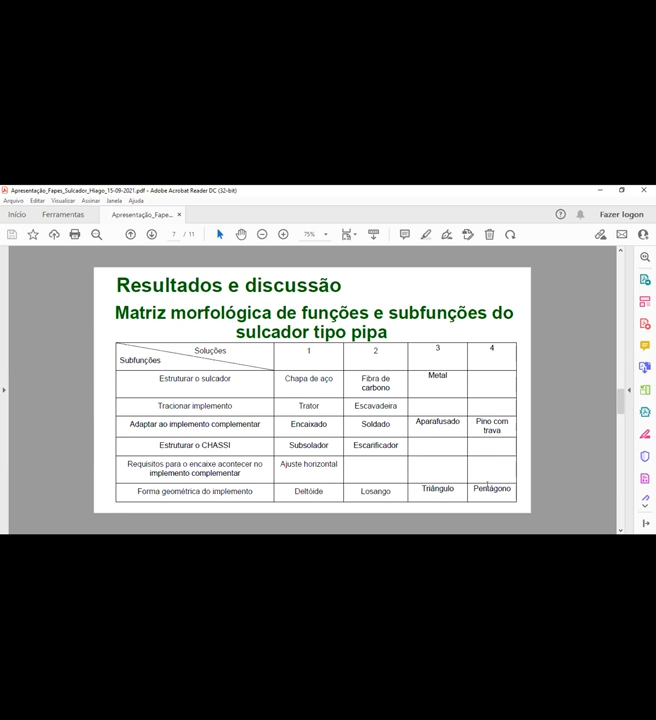 Apresentação_Fapes_Sulcador_Hiago_15-09-2021.pdf - Adobe Acrobat Reader DC (32-bit)
Arquivo Editar Visualizar Assinar Janela Ajuda
Início Ferramentas Apresentação_Fape... × Fazer logon
7 / 11 75%
Resultados e discussão
Matriz morfológica de funções e subfunções do
sulcador tipo pipa
Soluções 1 2 3 4
Subfunções
Estruturar o sulcador Chapa de aço Fibra de Metal
carbono
Tracionar implemento Trator Escavadeira
Adaptar ao implemento complementar Encaixado Soldado Aparafusado Pino com
trava
Estruturar o CHASSI Subsolador Escarificador
Requisitos para o encaixe acontecer no Ajuste horizontal
implemento complementar
Forma geométrica do implemento Deltóide Losango Triângulo Pentágono